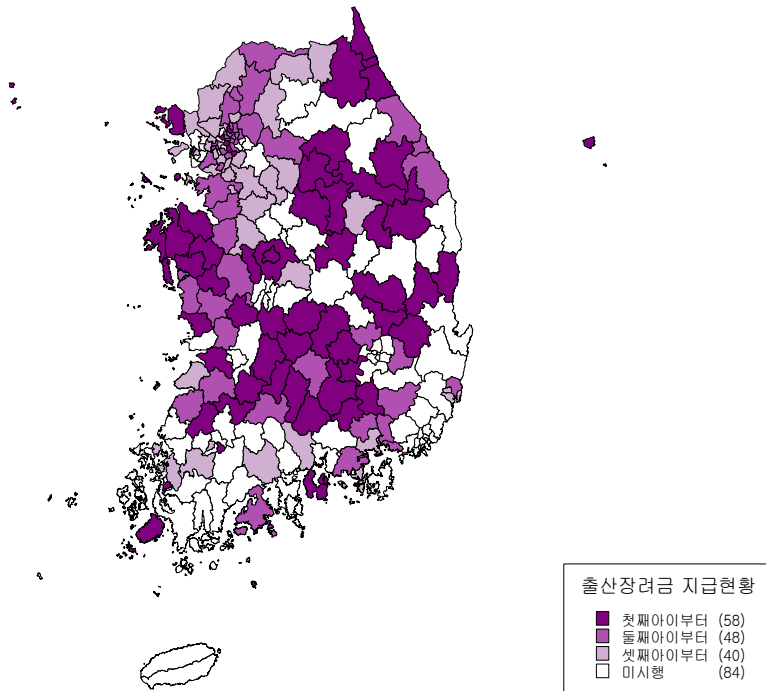 출산장려금 지급현황
첫째아이부터 (58)
둘째아이부터 (48)
셋째아이부터 (40)
미시행 (84)